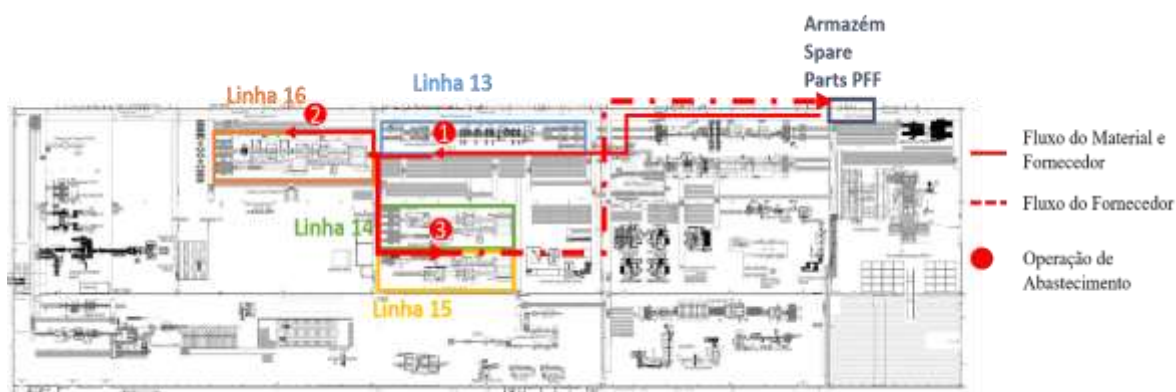 Armazém
Spare
Parts PFF
Linha 16
Linha 13
2
1
Linha 14
3
Linha 15
Fluxo do Material e
Fornecedor
Fluxo do Fornecedor
Operação de
Abastecimento